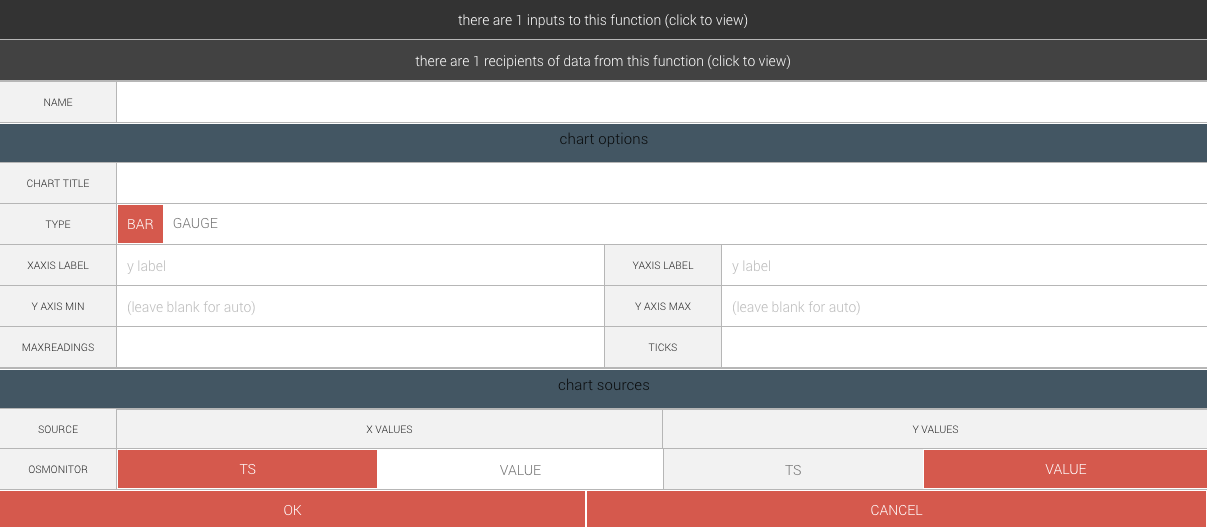 there are 1 inputs to this function (click to view)
there are 1 recipients of data from this function (click to view)
NAME
chart options
CHART TITLE
TYPE BAR GAUGE
XAXIS LABEL y label YAXIS LABEL y label
Y AXIS MIN (leave blank for auto) Y AXIS MAX (leave blank for auto)
MAXREADINGS TICKS
chart sources
SOURCE X VALUES Y VALUES
OSMONITOR TS VALUE TS VALUE
OK CANCEL